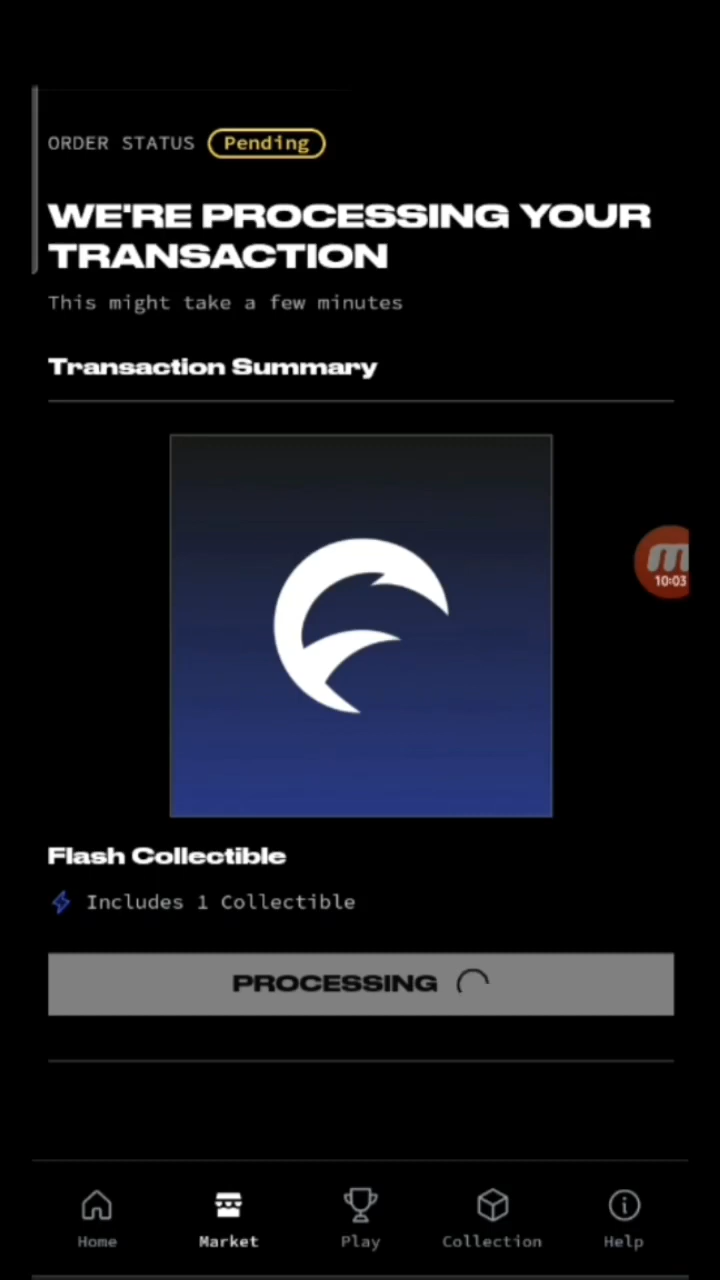 ORDER STATUS Pending
WE'RE PROCESSING YOUR
TRANSACTION
This might take a few minutes
Transaction Summary
10:03
Flash Collectible
Includes 1 Collectible
PROCESSING
Home Market Play Collection Help